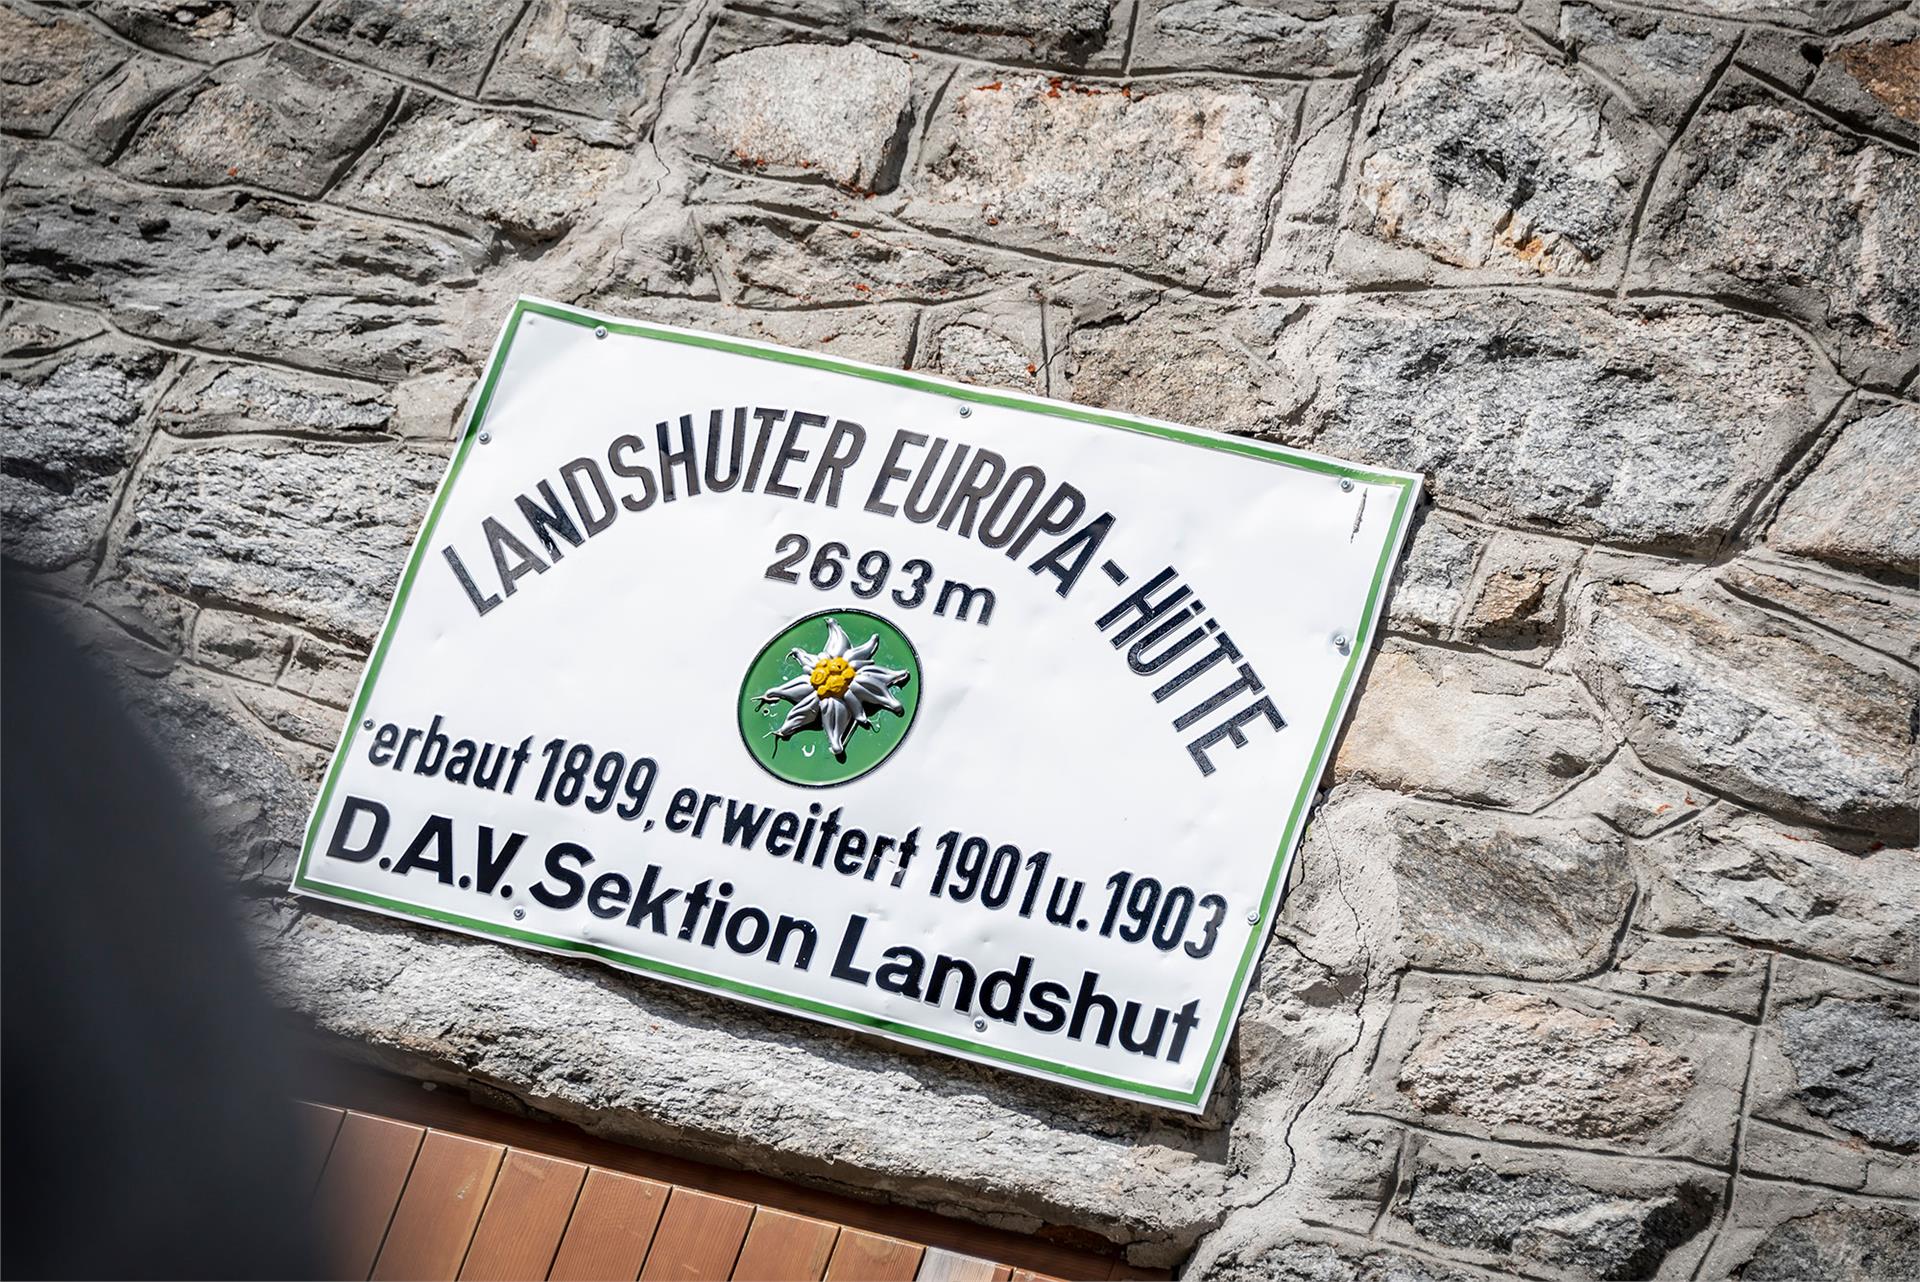 LANDSHUTER EUROPA-HÜTTE
2693m
erbaut 1899, erweitert 1901 u. 1903
D.A.V. Sektion Landshut